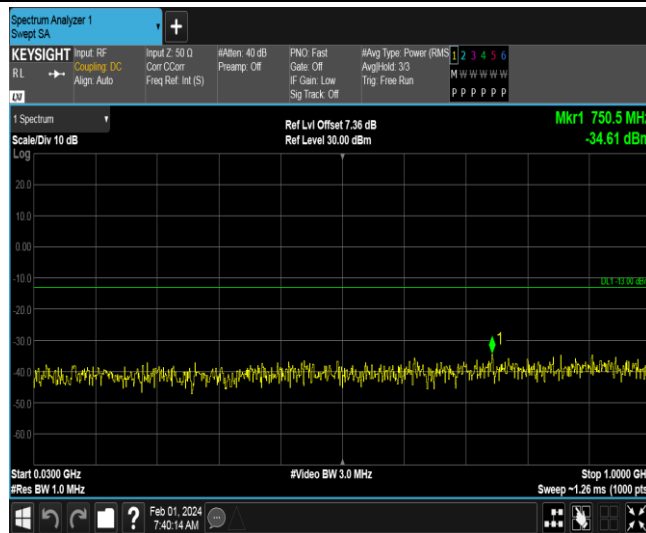 Spectrum Analyzer 1
Swept SA
+
KEYSIGHT Input: RF Input Z: 50 Ω #Atten: 40 dB PNO: Fast #Avg Type: Power (RMS 1 2 3 4 5 6
RL Coupling: DC Corr CCorr Preamp: Off Gate: Off Avg|Hold: 3/3 M W W W W W
Align: Auto Freq Ref: Int (S) IF Gain: Low Trig: Free Run P P P P P P
Sig Track: Off
LXI
1 Spectrum Ref Lvl Offset 7.36 dB Mkr1 750.5 MH
Scale/Div 10 dB Ref Level 30.00 dBm -34.61 dBn
Log
20.0
10.0
0.00
-10.0
DL1 -13.00 dBn
-20.0
-30.0
1
-40.0
-50.0
-60.0
Start 0.0300 GHz #Video BW 3.0 MHz Stop 1.0000 GH
#Res BW 1.0 MHz Sweep ~1.26 ms (1000 pts
? Feb 01, 2024
7:40:14 AM